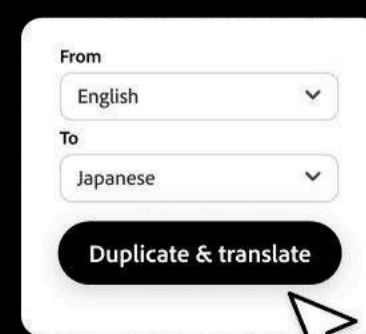 From
English
To
Japanese
Duplicate & translate